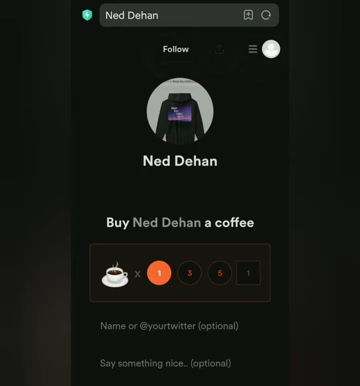 Ned Dehan
Follow
Ned Dehan
Buy Ned Dehan a coffee
x 1 3 5 1
Name or @yourtwitter (optional)
Say something nice.. (optional)